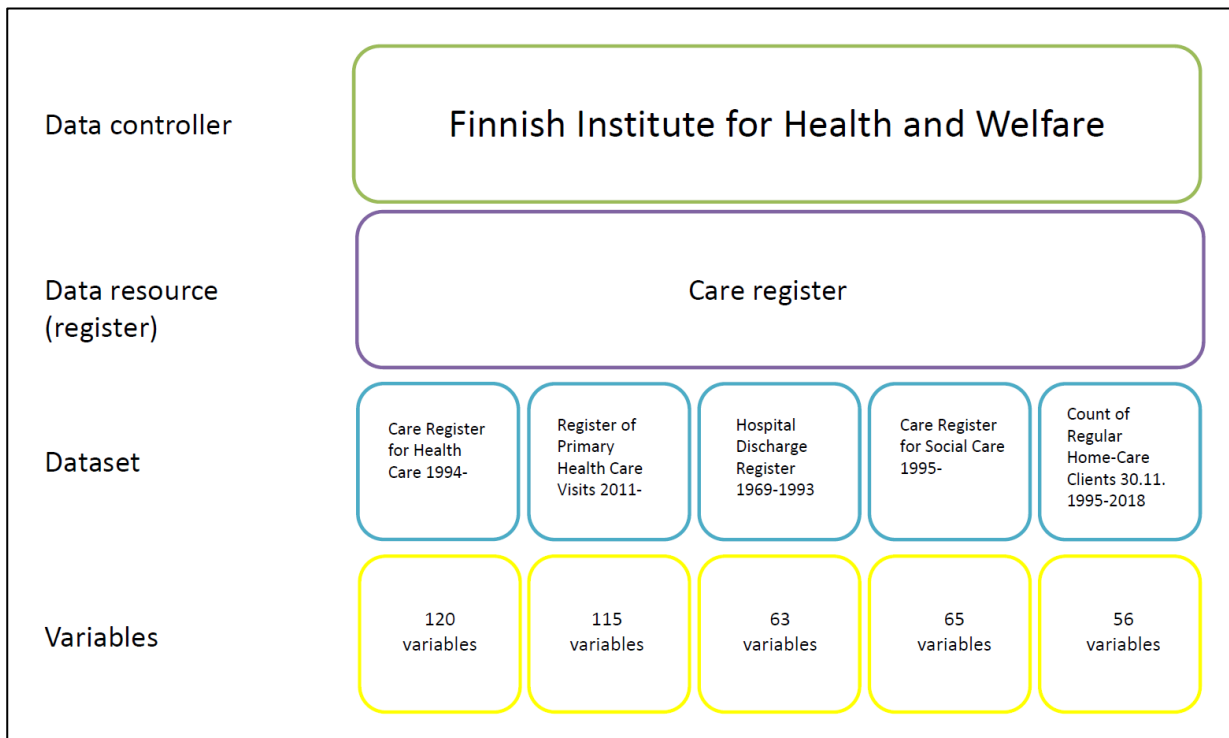 Data controller
Finnish Institute for Health and Welfare
Data resource
(register)
Care register
Dataset
Care Register
for Health
Care 1994-
Register of
Primary
Health Care
Visits 2011-
Hospital
Discharge
Register
1969-1993
Care Register
for Social Care
1995-
Count of
Regular
Home-Care
Clients 30.11.
1995-2018
Variables
120
variables
115
variables
63
variables
65
variables
56
variables